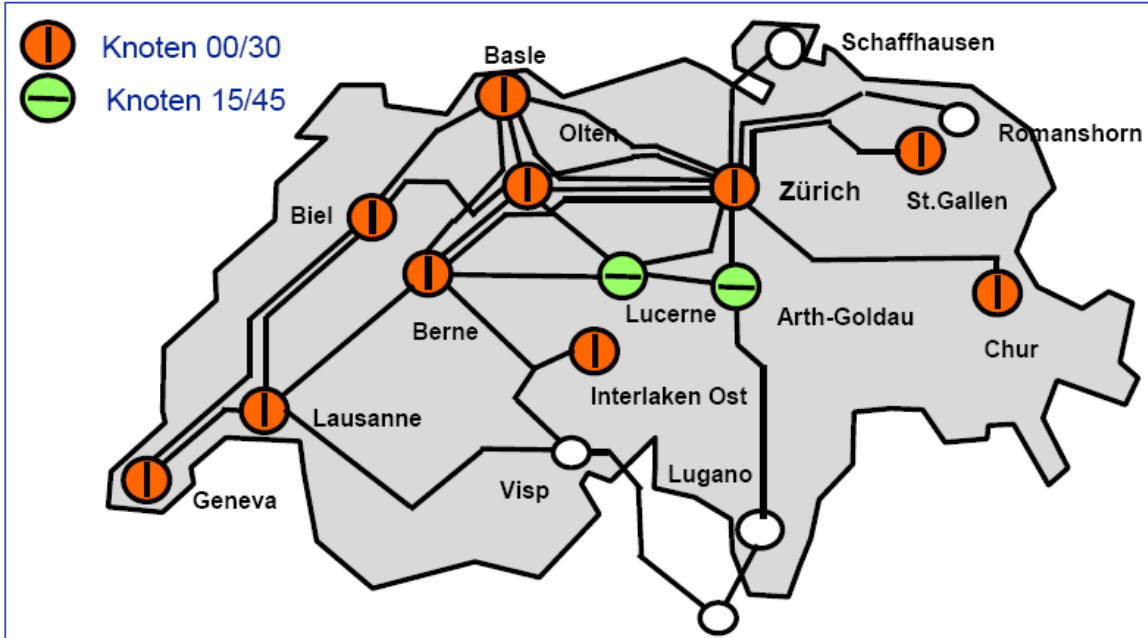 Knoten 00/30
Knoten 15/45
Schaffhausen
Basle
Olten
Romanshorn
Zürich
St.Gallen
Biel
Berne
Lucerne
Arth-Goldau
Chur
Interlaken Ost
Lausanne
Lugano
Visp
Geneva